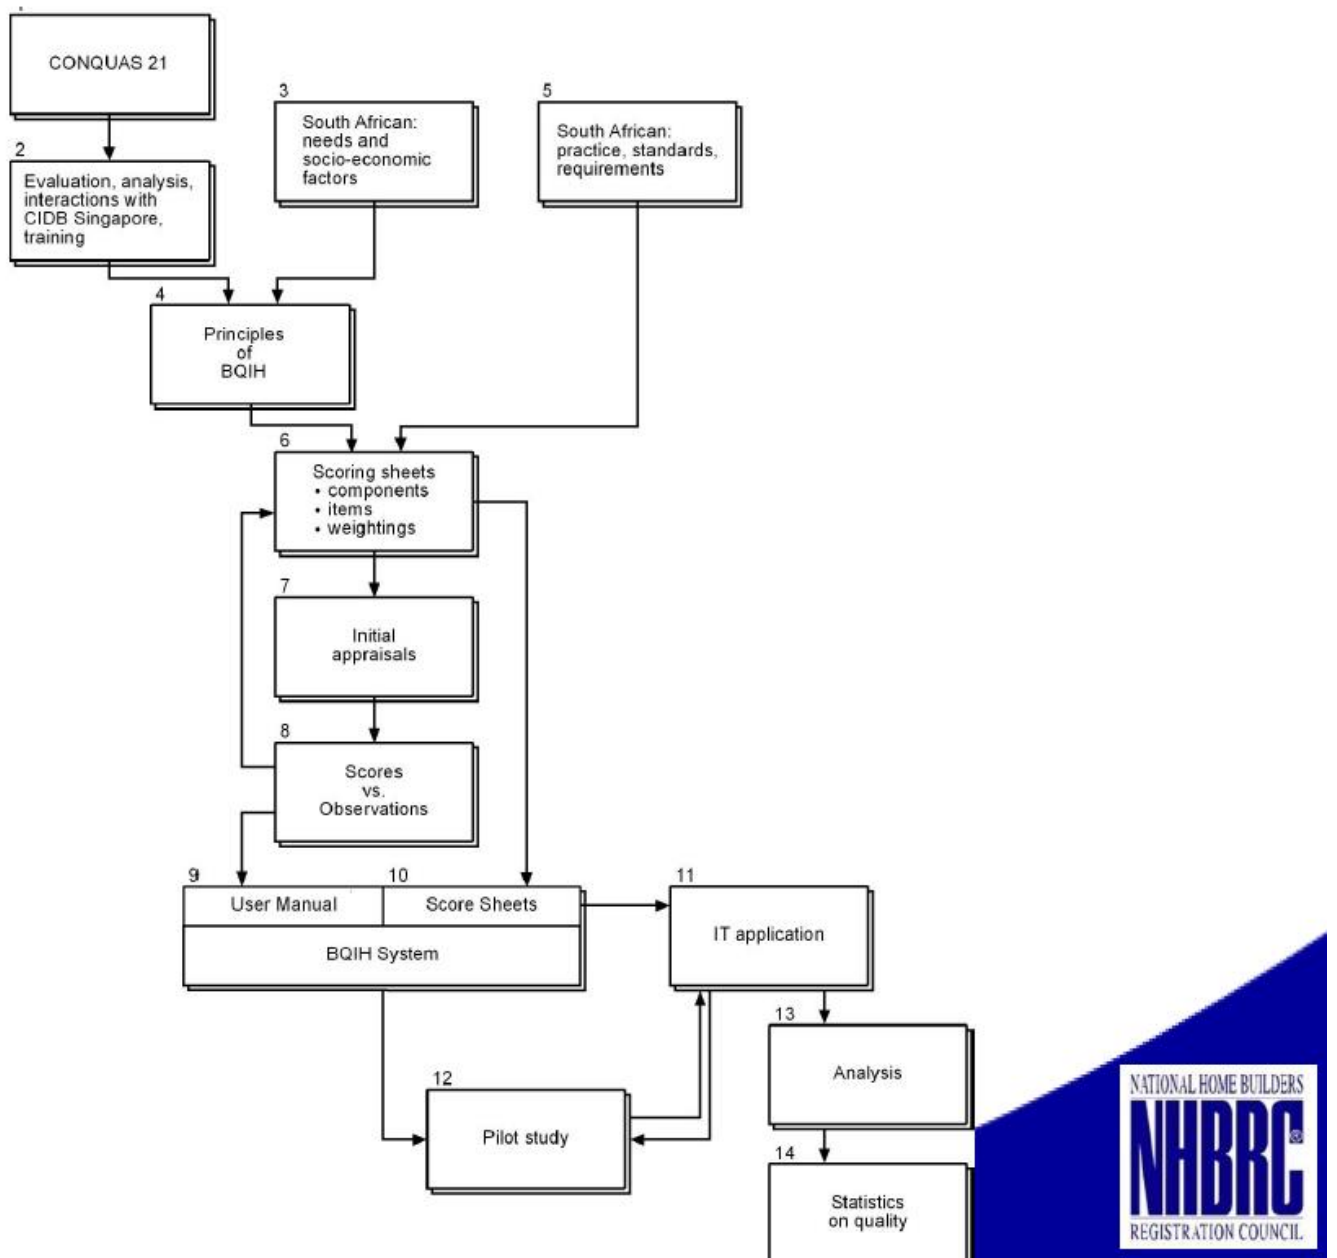 CONQUAS 21
2
Evaluation, analysis,
interactions with
CIDB Singapore,
training
3
South African:
needs and
socio-economic
factors
5
South African:
practice, standards,
requirements
4
Principles
of
BQIH
6
Scoring sheets
• components
• items
• weightings
7
Initial
appraisals
8
Scores
vs.
Observations
9
User Manual
10
Score Sheets
BQIH System
11
IT application
12
Pilot study
13
Analysis
14
Statistics
on quality
NATIONAL HOME BUILDERS
NHBRC®
REGISTRATION COUNCIL